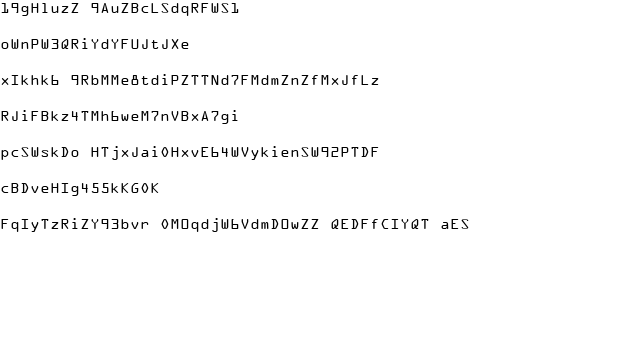 19gHluzZ 9AuZBcLSdqRFWS1
oWnPW3QRiYdYFUJtJXe
xIkhk6 9RbMMe8tdiPZTTNd7FMdmZnZfMxJfLz
RJiFBkz4TMh6weM7nVBxA7gi
pcSWskDo HTjxJai0HxvE64WVykienSW92PTDF
cBDveHIg455kKG0K
FqIyTzRiZY93bvr 0MOqdjW6VdmDOwZZ QEDFfCIYQT aES